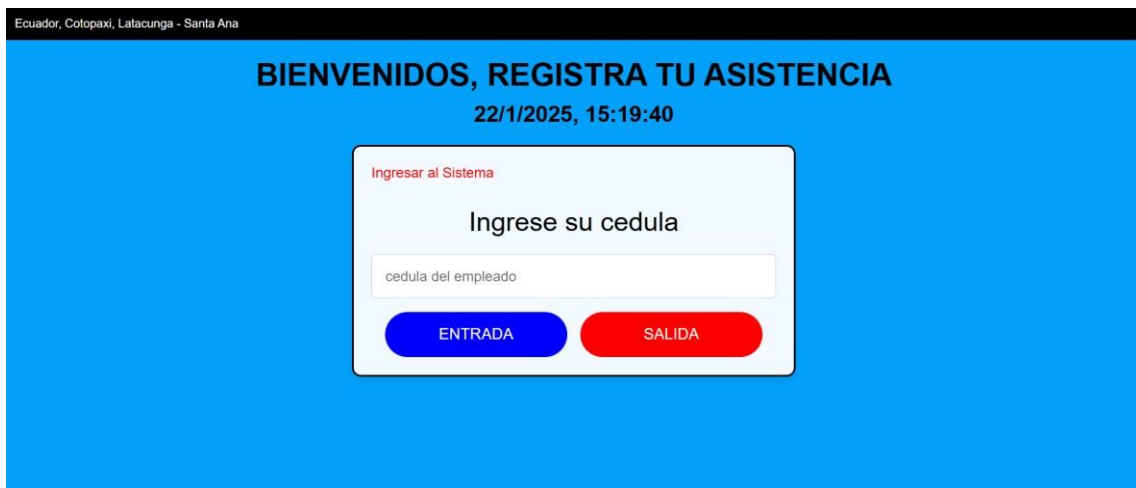 Ecuador, Cotopaxi, Latacunga - Santa Ana
BIENVENIDOS, REGISTRA TU ASISTENCIA
22/1/2025, 15:19:40
Ingresar al Sistema
Ingrese su cedula
cedula del empleado
ENTRADA SALIDA